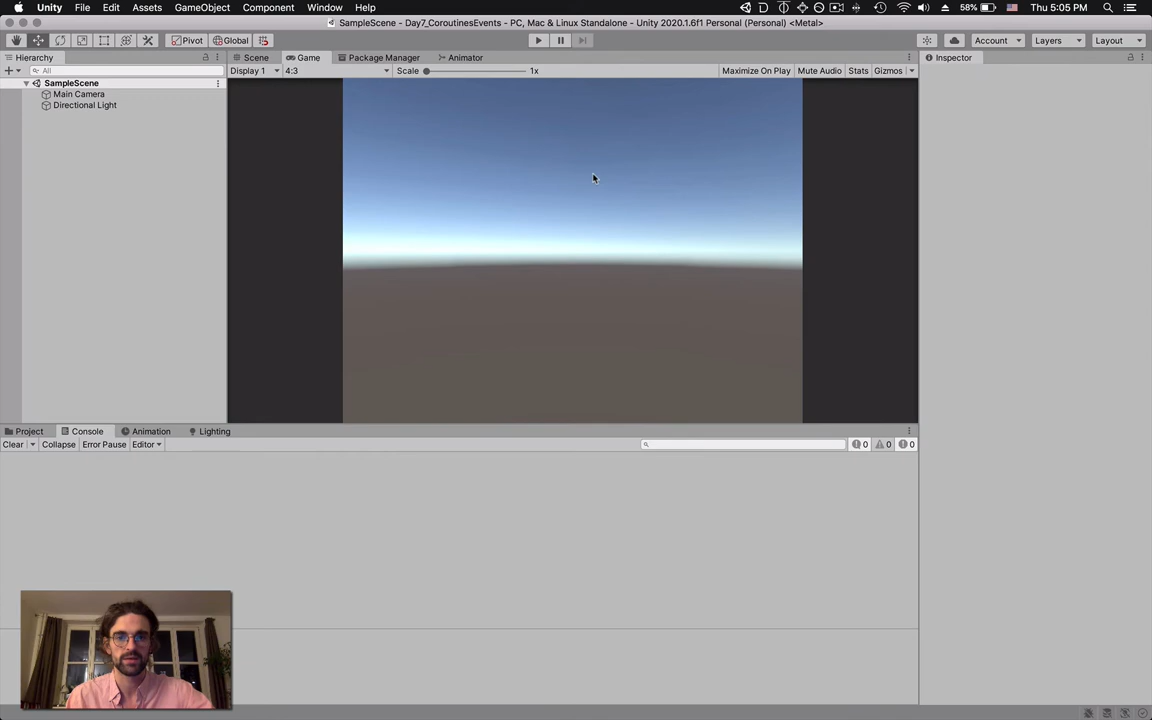 Unity File Edit Assets GameObject Component Window Help 58% Thu 5:05 PM
SampleScene - Day7_CoroutinesEvents - PC, Mac & Linux Standalone - Unity 2020.1.6f1 Personal (Personal) <Metal>
Pivot Global Account Layers Layout
Hierarchy Scene Game Package Manager Animator Inspector
All Display 1 4:3 Scale 1x Maximize On Play Mute Audio Stats Gizmos
SampleScene
Main Camera
Directional Light
Project Console Animation Lighting
Clear Collapse Error Pause Editor 0 0 0